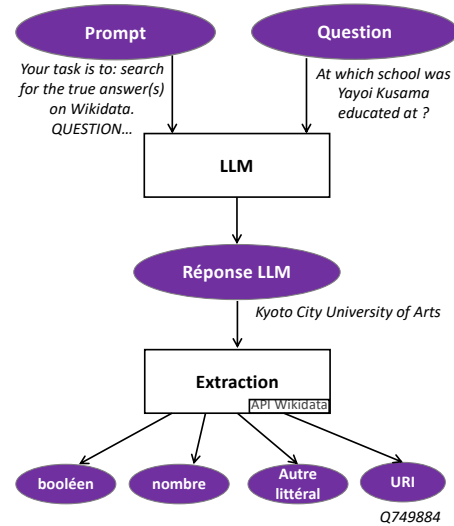 Prompt
Question
Your task is to: search
for the true answer(s)
on Wikidata.
QUESTION...
At which school was
Yayoi Kusama
educated at ?
LLM
Réponse LLM
Kyoto City University of Arts
Extraction
API Wikidata
booléen
nombre
Autre
littéral
URI
Q749884